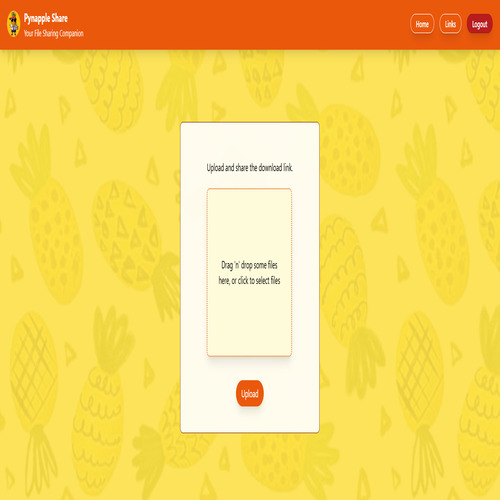 Pynapple Share
Your File Sharing Companion
Home
Links
Logout
Upload and share the download link.
Drag 'n' drop some files
here, or click to select files
Upload